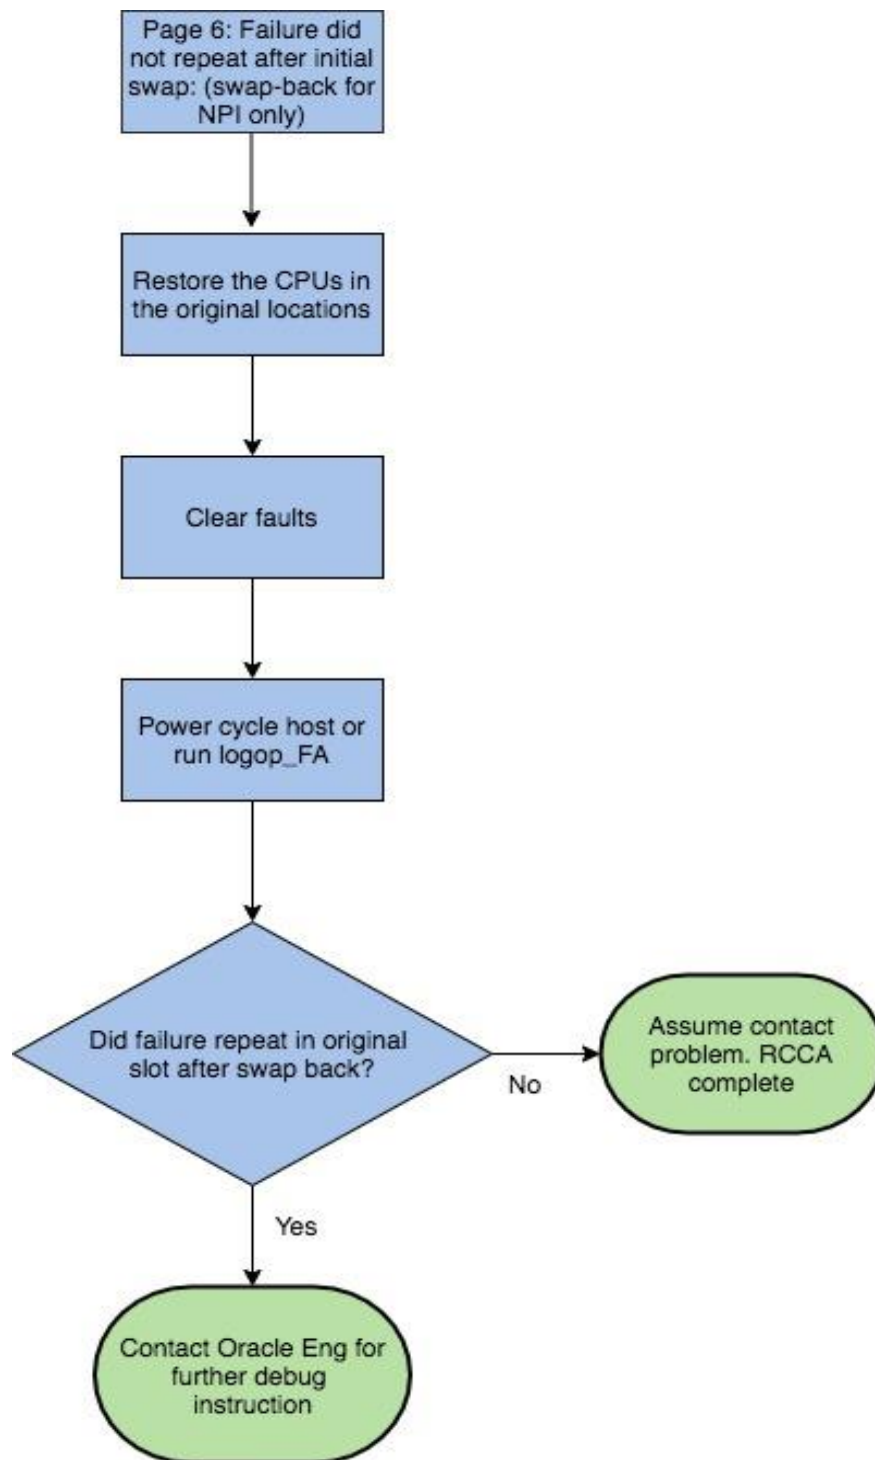 Page 6: Failure did
not repeat after initial
swap: (swap-back for
NPI only)
Restore the CPUs in
the original locations
Clear faults
Power cycle host or
run logop_FA
Did failure repeat in original
slot after swap back?
No
Assume contact
problem. RCCA
complete
Yes
Contact Oracle Eng for
further debug
instruction